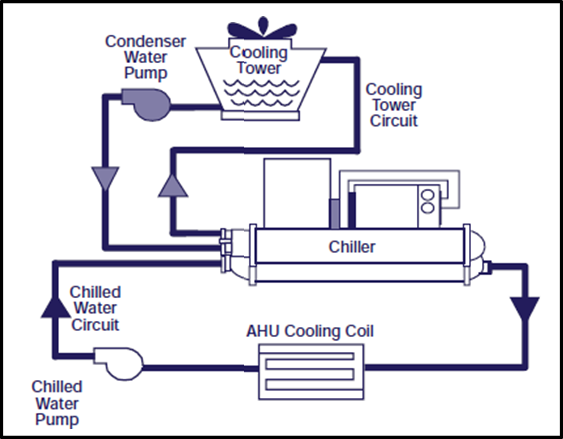 Condenser
Water
Pump
Cooling
Tower
Cooling
Tower
Circuit
Chiller
Chilled
Water
Circuit
AHU Cooling Coil
Chilled
Water
Pump